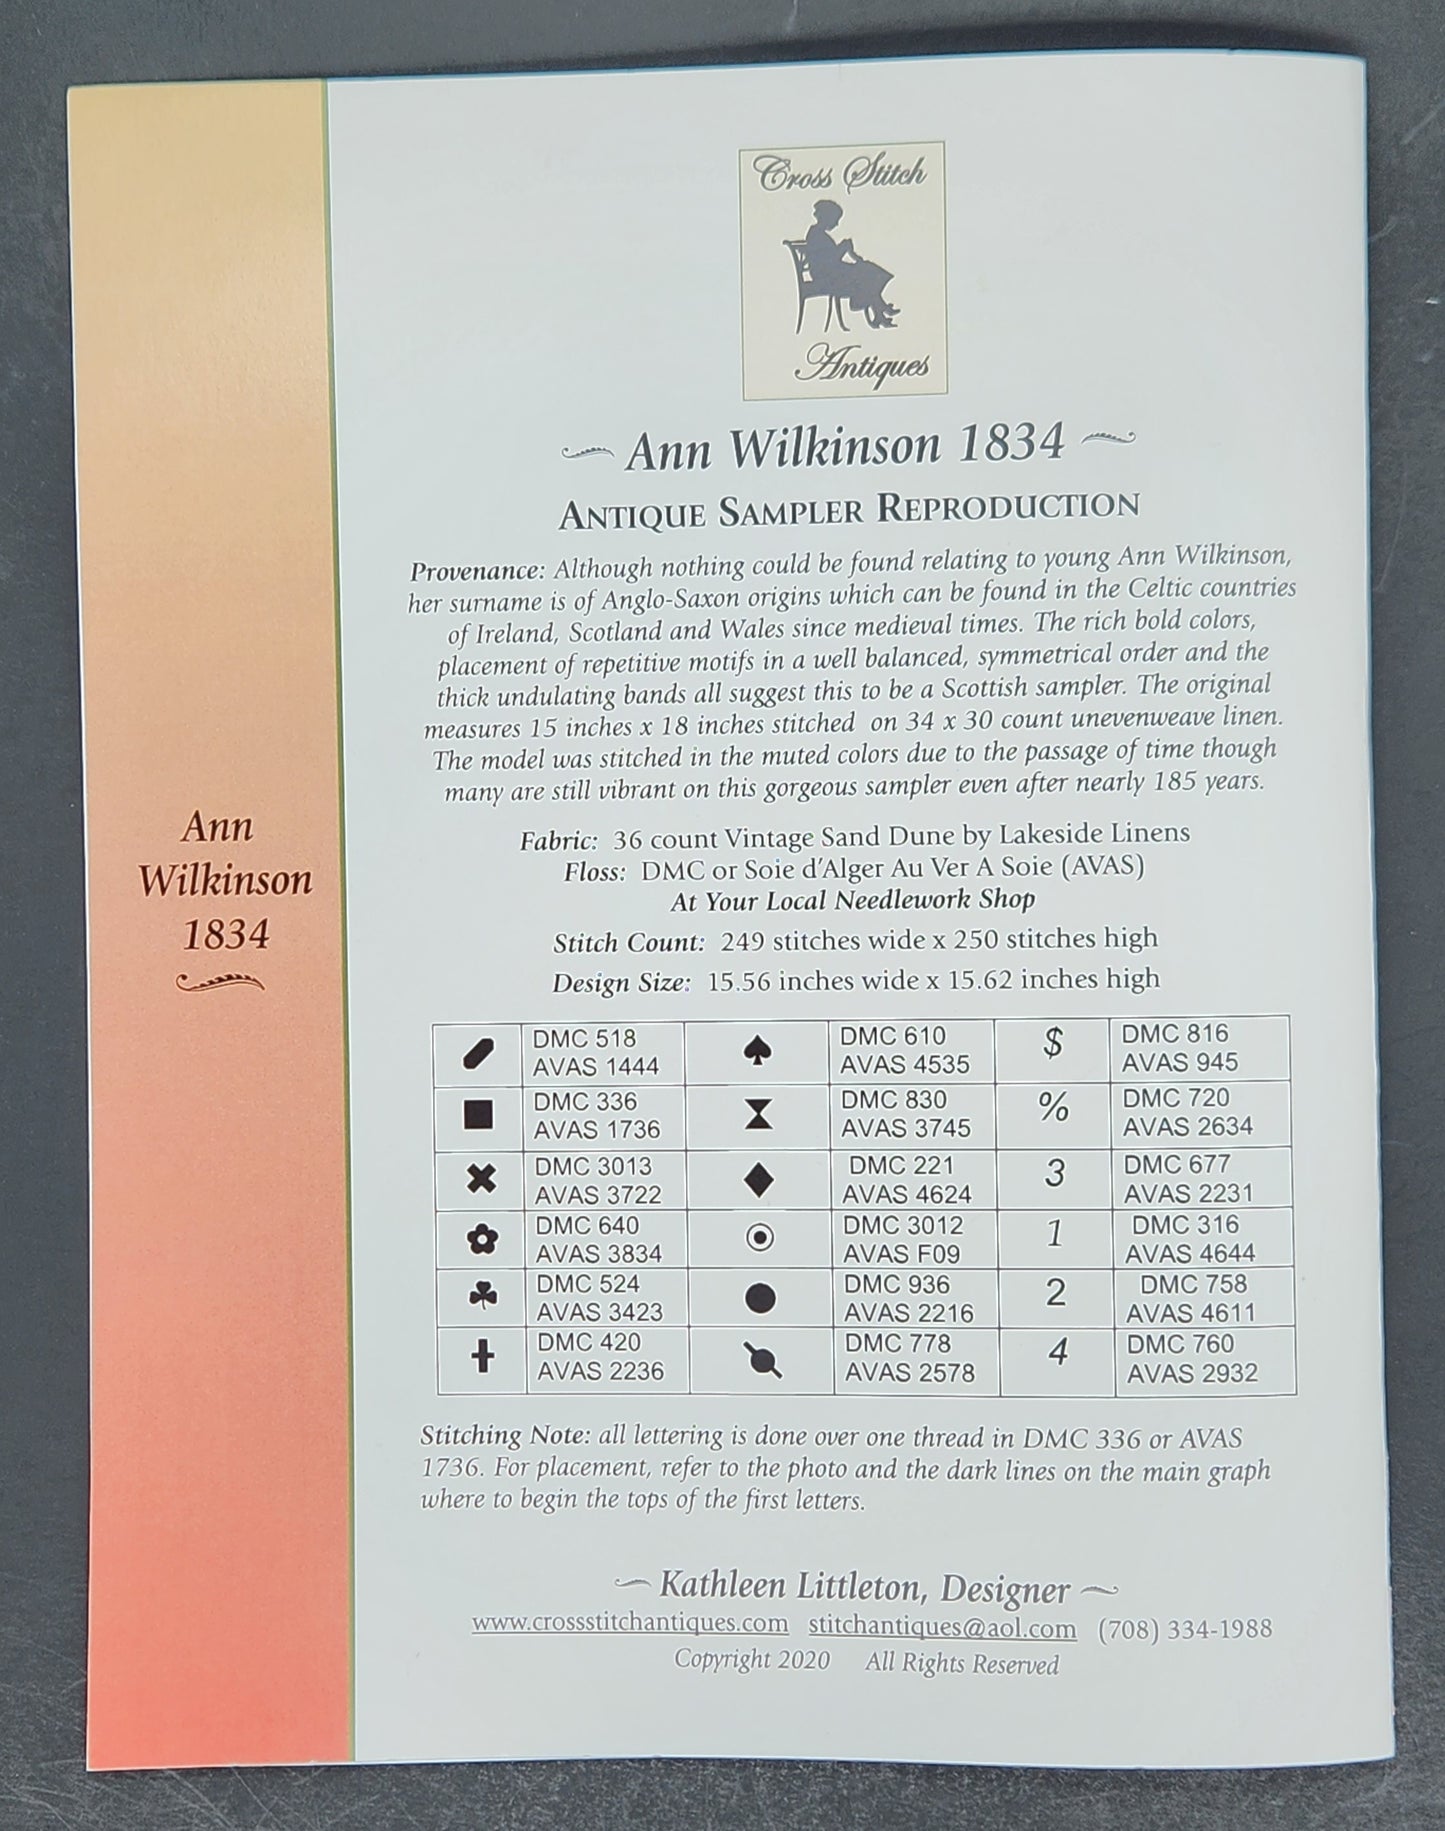 Cross Stitch
Antiques
Ann Wilkinson 1834
ANTIQUE SAMPLER REPRODUCTION
Provenance: Although nothing could be found relating to young Ann Wilkinson,
her surname is of Anglo-Saxon origins which can be found in the Celtic countries
of Ireland, Scotland and Wales since medieval times. The rich bold colors,
placement of repetitive motifs in a well balanced, symmetrical order and the
thick undulating bands all suggest this to be a Scottish sampler. The original
measures 15 inches x 18 inches stitched on 34 x 30 count unevenweave linen.
The model was stitched in the muted colors due to the passage of time though
many are still vibrant on this gorgeous sampler even after nearly 185 years.
Ann
Wilkinson
1834
Fabric: 36 count Vintage Sand Dune by Lakeside Linens
Floss: DMC or Soie d'Alger Au Ver A Soie (AVAS)
At Your Local Needlework Shop
Stitch Count: 249 stitches wide x 250 stitches high
Design Size: 15.56 inches wide x 15.62 inches high
DMC 518 DMC 610 $ DMC 816
AVAS 1444 AVAS 4535 AVAS 945
DMC 336 DMC 830 % DMC 720
AVAS 1736 AVAS 3745 AVAS 2634
DMC 3013 DMC 221 3 DMC 677
AVAS 3722 AVAS 4624 AVAS 2231
DMC 640 DMC 3012 1 DMC 316
AVAS 3834 AVAS F09 AVAS 4644
DMC 524 DMC 936 2 DMC 758
AVAS 3423 AVAS 2216 AVAS 4611
DMC 420 DMC 778 4 DMC 760
AVAS 2236 AVAS 2578 AVAS 2932
Stitching Note: all lettering is done over one thread in DMC 336 or AVAS
1736. For placement, refer to the photo and the dark lines on the main graph
where to begin the tops of the first letters.
Kathleen Littleton, Designer
www.crossstitchantiques.com stitchantiques@aol.com (708) 334-1988
Copyright 2020 All Rights Reserved